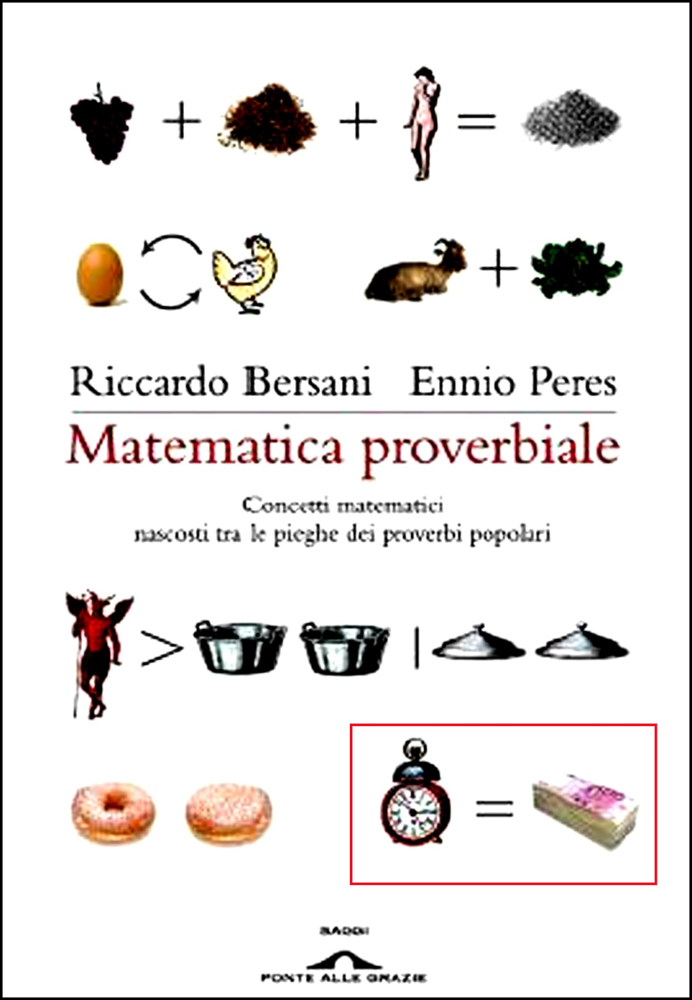 Riccardo Bersani Ennio Peres
Matematica proverbiale
Concetti matematici
nascosti tra le pieghe dei proverbi popolari
SAGGI
PONTE ALLE GRAZIE